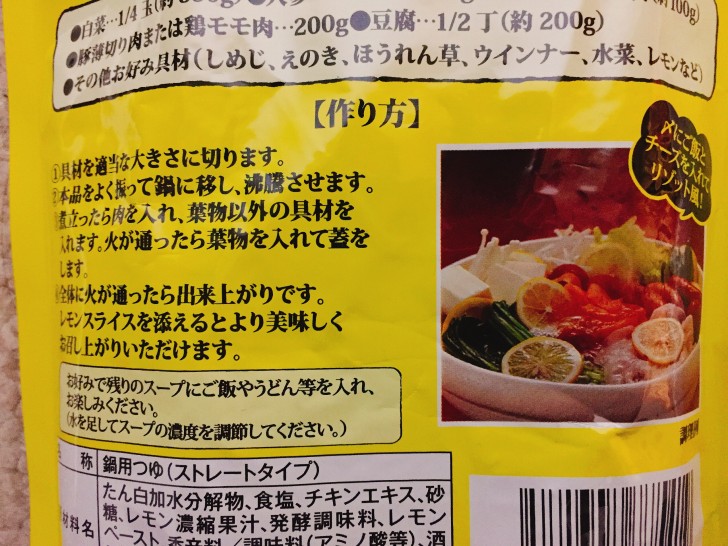 ●白菜…1/4玉(約
●豚薄切り肉または鶏モモ肉…200g●豆腐…1/2丁(約200g)
●その他お好み具材(しめじ、えのき、ほうれん草、ウインナー、水菜、レモンなど)
【作り方】
①具材を適当な大きさに切ります。
②本品をよく振って鍋に移し、沸騰させます。
煮立ったら肉を入れ、葉物以外の具材を
入れます。火が通ったら葉物を入れて蓋を
します。
全体に火が通ったら出来上がりです。
レモンスライスを添えるとより美味しく
お召し上がりいただけます。
お好みで残りのスープにご飯やうどん等を入れ、
お楽しみください。
(水を足してスープの濃度を調節してください。)
〆にご飯と
チーズを入れて
リゾット風!
称 鍋用つゆ(ストレートタイプ)
材料名 たん白加水分解物、食塩、チキンエキス、砂
糖、レモン濃縮果汁、発酵調味料、レモン
ペースト、香辛料/調味料(アミノ酸等)、酒